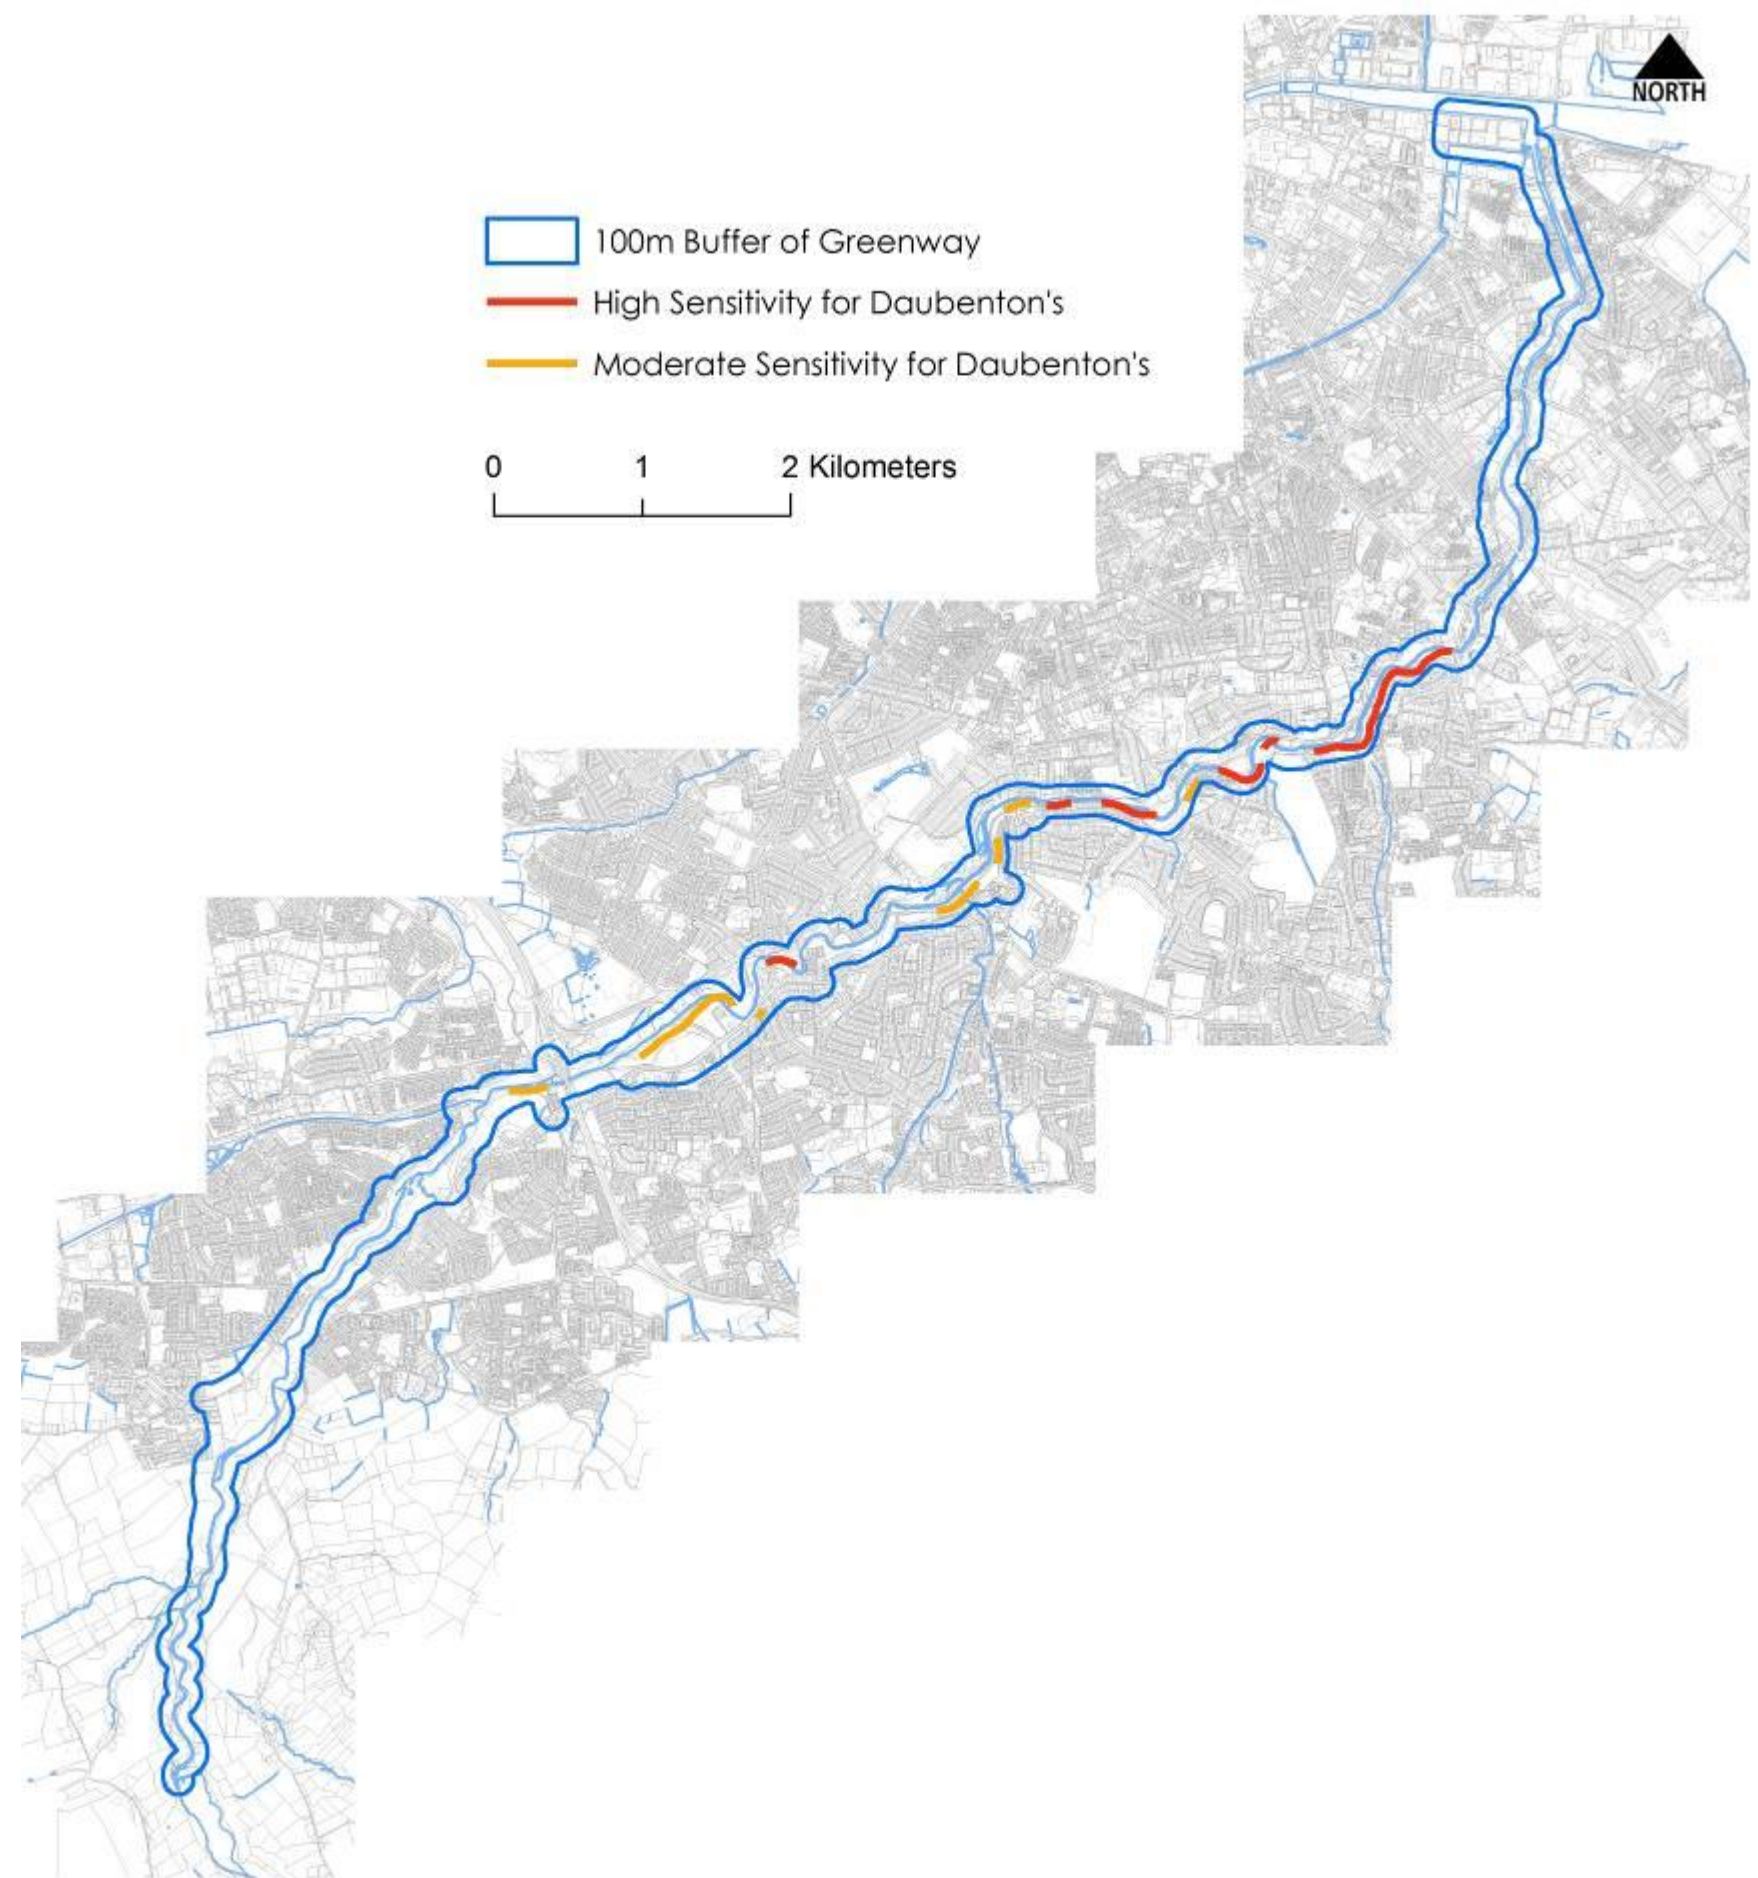 NORTH
100m Buffer of Greenway
High Sensitivity for Daubenton's
Moderate Sensitivity for Daubenton's
0 1 2 Kilometers